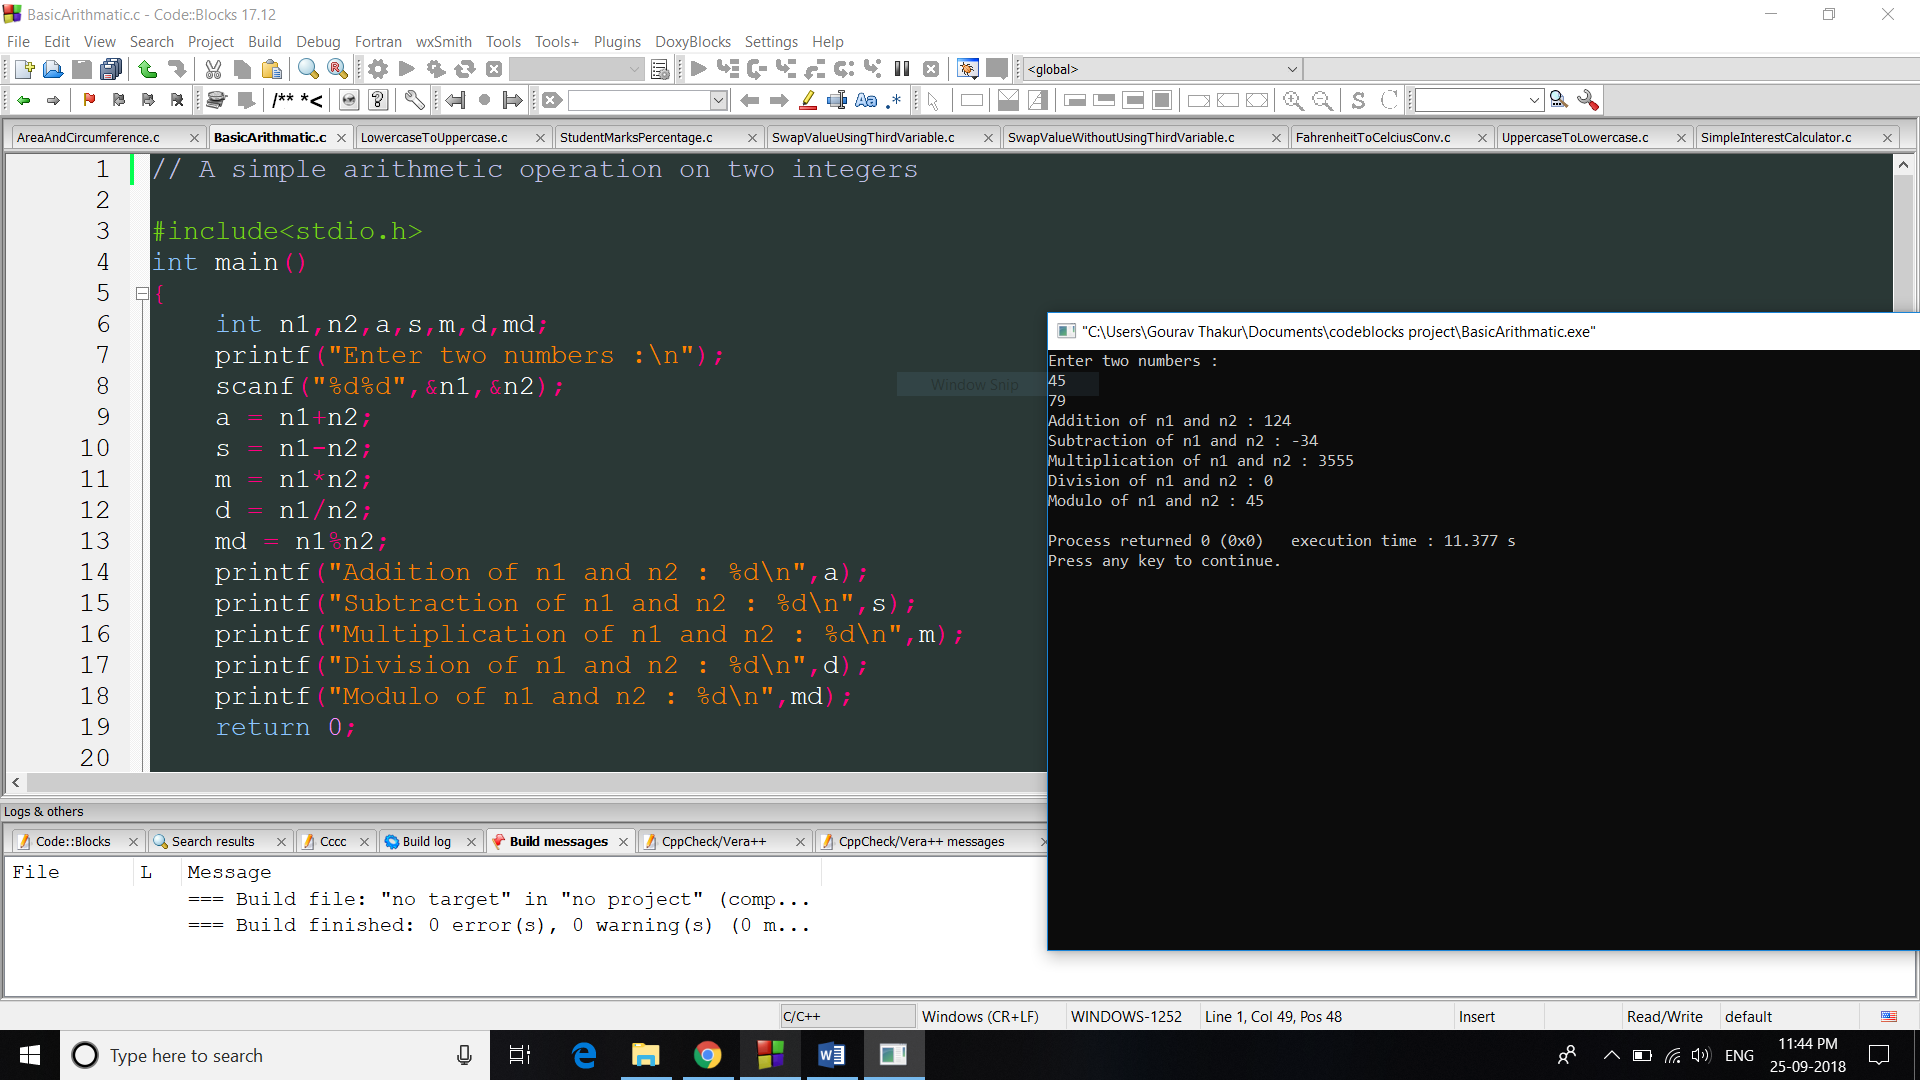 BasicArithmatic.c - Code::Blocks 17.12
File Edit View Search Project Build Debug Fortran wxSmith Tools Tools+ Plugins DoxyBlocks Settings Help
<global>
/** *<
Aa .*
S C
AreaAndCircumference.c BasicArithmatic.c LowercaseToUppercase.c StudentMarksPercentage.c SwapValueUsingThirdVariable.c SwapValueWithoutUsingThirdVariable.c FahrenheitToCelciusConv.c UppercaseToLowercase.c SimpleInterestCalculator.c
1 // A simple arithmetic operation on two integers
2
3 #include<stdio.h>
4 int main()
5 {
6 int n1,n2,a,s,m,d,md;
7 printf("Enter two numbers :\n");
8 scanf("%d%d",&n1,&n2);
9 a = n1+n2;
10 s = n1-n2;
11 m = n1*n2;
12 d = n1/n2;
13 md = n1%n2;
14 printf("Addition of n1 and n2 : %d\n",a);
15 printf("Subtraction of n1 and n2 : %d\n",s);
16 printf("Multiplication of n1 and n2 : %d\n",m);
17 printf("Division of n1 and n2 : %d\n",d);
18 printf("Modulo of n1 and n2 : %d\n",md);
19 return 0;
20
Window Snip
"C:\Users\Gourav Thakur\Documents\codeblocks project\BasicArithmatic.exe"
Enter two numbers :
45
79
Addition of n1 and n2 : 124
Subtraction of n1 and n2 : -34
Multiplication of n1 and n2 : 3555
Division of n1 and n2 : 0
Modulo of n1 and n2 : 45
Process returned 0 (0x0) execution time : 11.377 s
Press any key to continue.
Logs & others
Code::Blocks Search results Cccc Build log Build messages CppCheck/Vera++ CppCheck/Vera++ messages
File L Message
=== Build file: "no target" in "no project" (comp...
=== Build finished: 0 error(s), 0 warning(s) (0 m...
C/C++ Windows (CR+LF) WINDOWS-1252 Line 1, Col 49, Pos 48 Insert Read/Write default
Type here to search
ENG
11:44 PM
25-09-2018